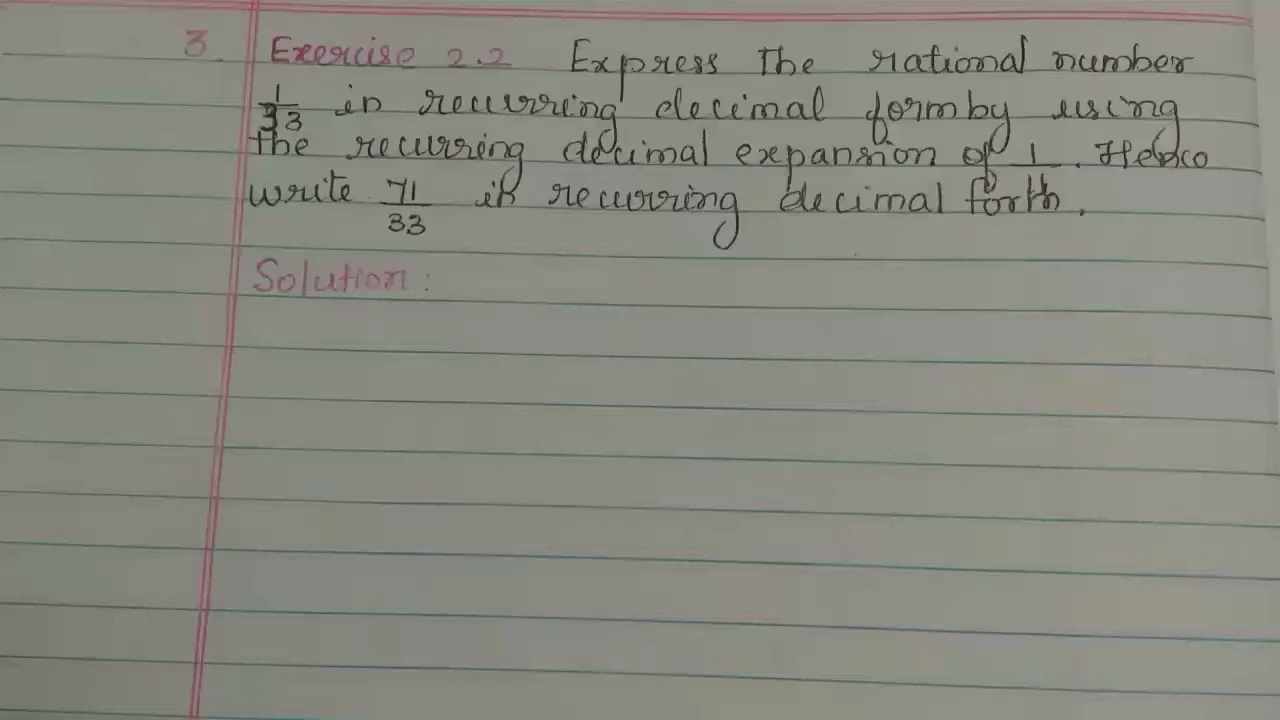 3. Exercise 2.2 Express the rational number
1/33 in recurring decimal form by using
the recurring decimal expansion of 1 . Hence
write 71/33 in recurring decimal form.
Solution: